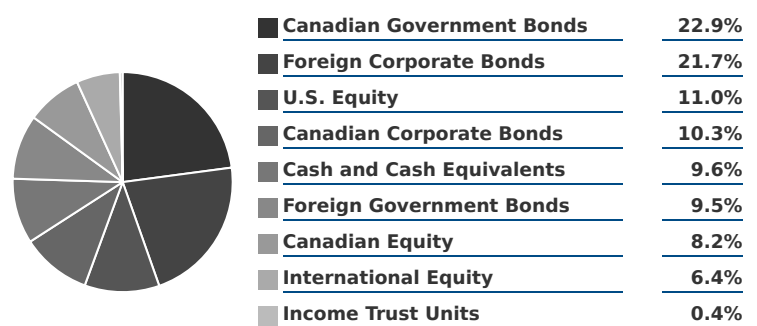 Canadian Government Bonds 22.9%
Foreign Corporate Bonds 21.7%
U.S. Equity 11.0%
Canadian Corporate Bonds 10.3%
Cash and Cash Equivalents 9.6%
Foreign Government Bonds 9.5%
Canadian Equity 8.2%
International Equity 6.4%
Income Trust Units 0.4%